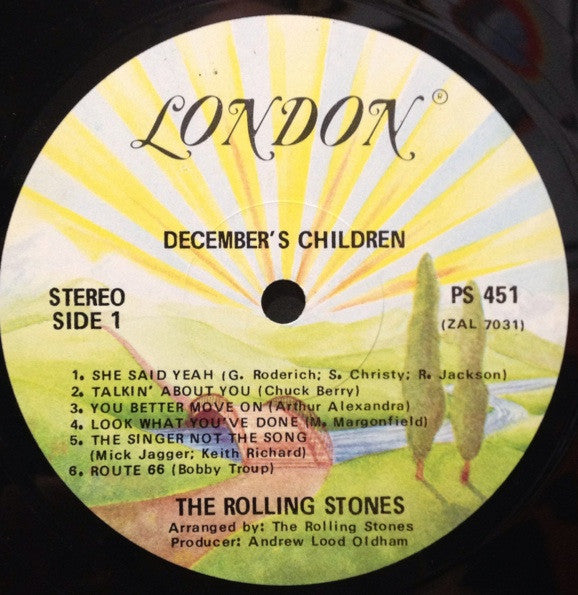 LONDON®
DECEMBER'S CHILDREN
STEREO
SIDE 1
PS 451
(ZAL 7031)
1. SHE SAID YEAH (G. Roderich; S. Christy; R. Jackson)
2. TALKIN' ABOUT YOU (Chuck Berry)
3. YOU BETTER MOVE ON (Arthur Alexandra)
4. LOOK WHAT YOU'VE DONE (M. Margonfield)
5. THE SINGER NOT THE SONG
(Mick Jagger; Keith Richard)
6. ROUTE 66 (Bobby Troup)
THE ROLLING STONES
Arranged by: The Rolling Stones
Producer: Andrew Lood Oldham